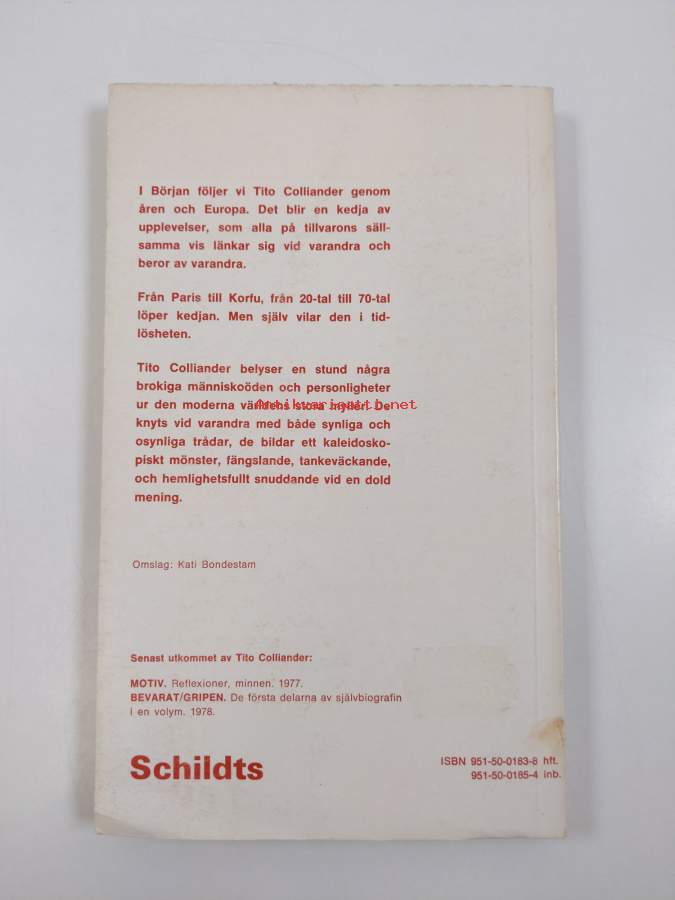 I Början följer vi Tito Colliander genom
åren och Europa. Det blir en kedja av
upplevelser, som alla på tillvarons säll-
samma vis länkar sig vid varandra och
beror av varandra.
Från Paris till Korfu, från 20-tal till 70-tal
löper kedjan. Men själv vilar den i tid-
lösheten.
Tito Colliander belyser en stund några
brokiga människoöden och personligheter
ur den moderna världens stora myller. De
Antikvariaatti.net
knyts vid varandra med både synliga och
osynliga trådar, de bildar ett kaleidosko-
piskt mönster, fängslande, tankeväckande,
och hemlighetsfullt snuddande vid en dold
mening.
Omslag: Kati Bondestam
Senast utkommet av Tito Colliander:
MOTIV. Reflexioner, minnen. 1977.
BEVARAT/GRIPEN. De första delarna av självbiografin
i en volym. 1978.
Schildts
ISBN 951-50-0183-8 hft.
951-50-0185-4 inb.